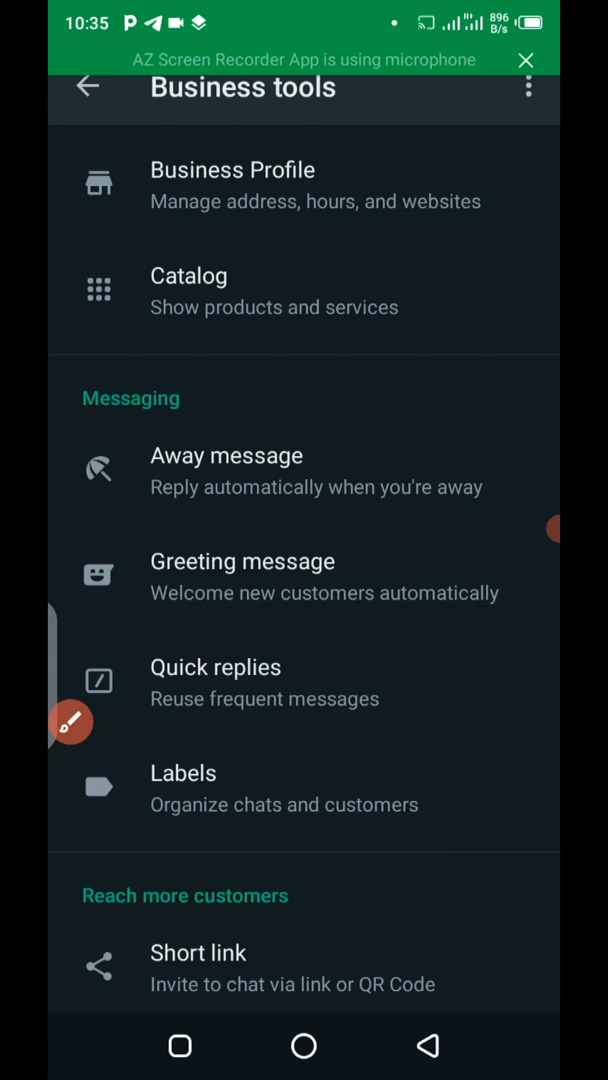 10:35
896
B/s
AZ Screen Recorder App is using microphone
Business tools
Business Profile
Manage address, hours, and websites
Catalog
Show products and services
Messaging
Away message
Reply automatically when you're away
Greeting message
Welcome new customers automatically
Quick replies
Reuse frequent messages
Labels
Organize chats and customers
Reach more customers
Short link
Invite to chat via link or QR Code